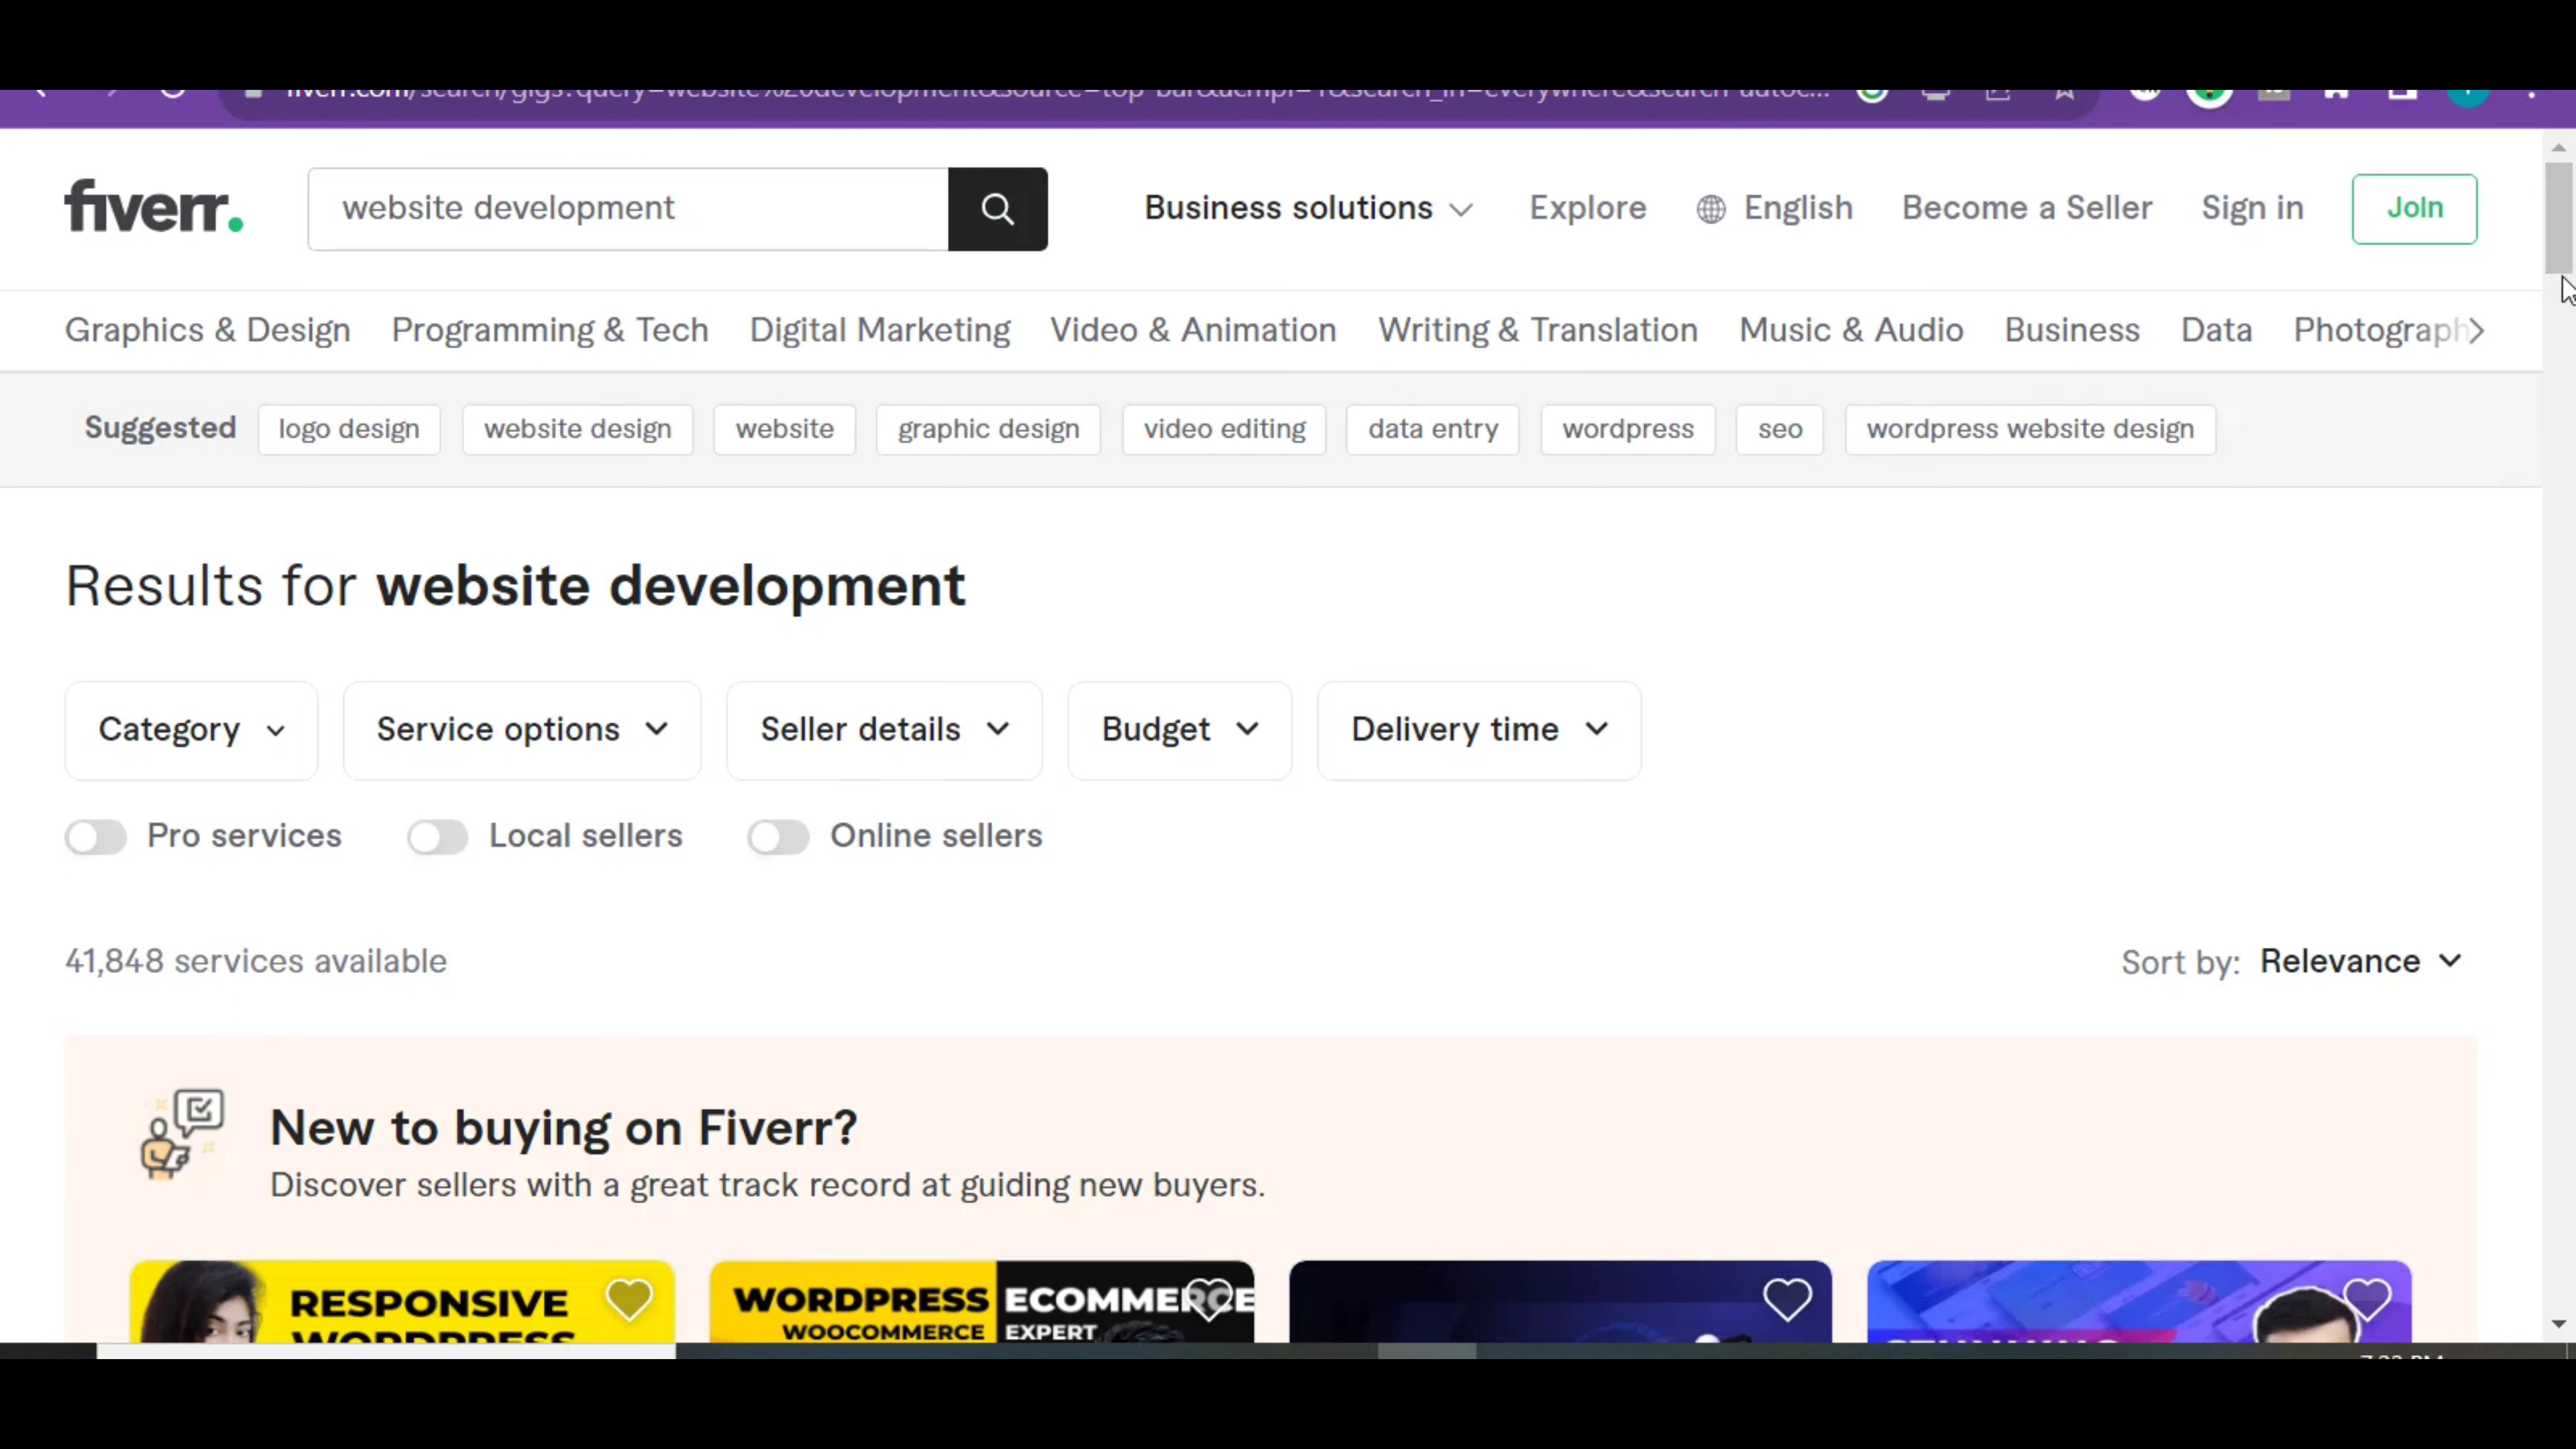 fiverr.
website development
Business solutions
Explore
English
Become a Seller
Sign in
Join
Graphics & Design
Programming & Tech
Digital Marketing
Video & Animation
Writing & Translation
Music & Audio
Business
Data
Photograph
Suggested
logo design
website design
website
graphic design
video editing
data entry
wordpress
seo
wordpress website design
Results for website development
Category
Service options
Seller details
Budget
Delivery time
Pro services
Local sellers
Online sellers
41,848 services available
Sort by: Relevance
New to buying on Fiverr?
Discover sellers with a great track record at guiding new buyers.
RESPONSIVE
WORDPRESS
WORDPRESS
WOOCOMMERCE
ECOMMERCE
EXPERT